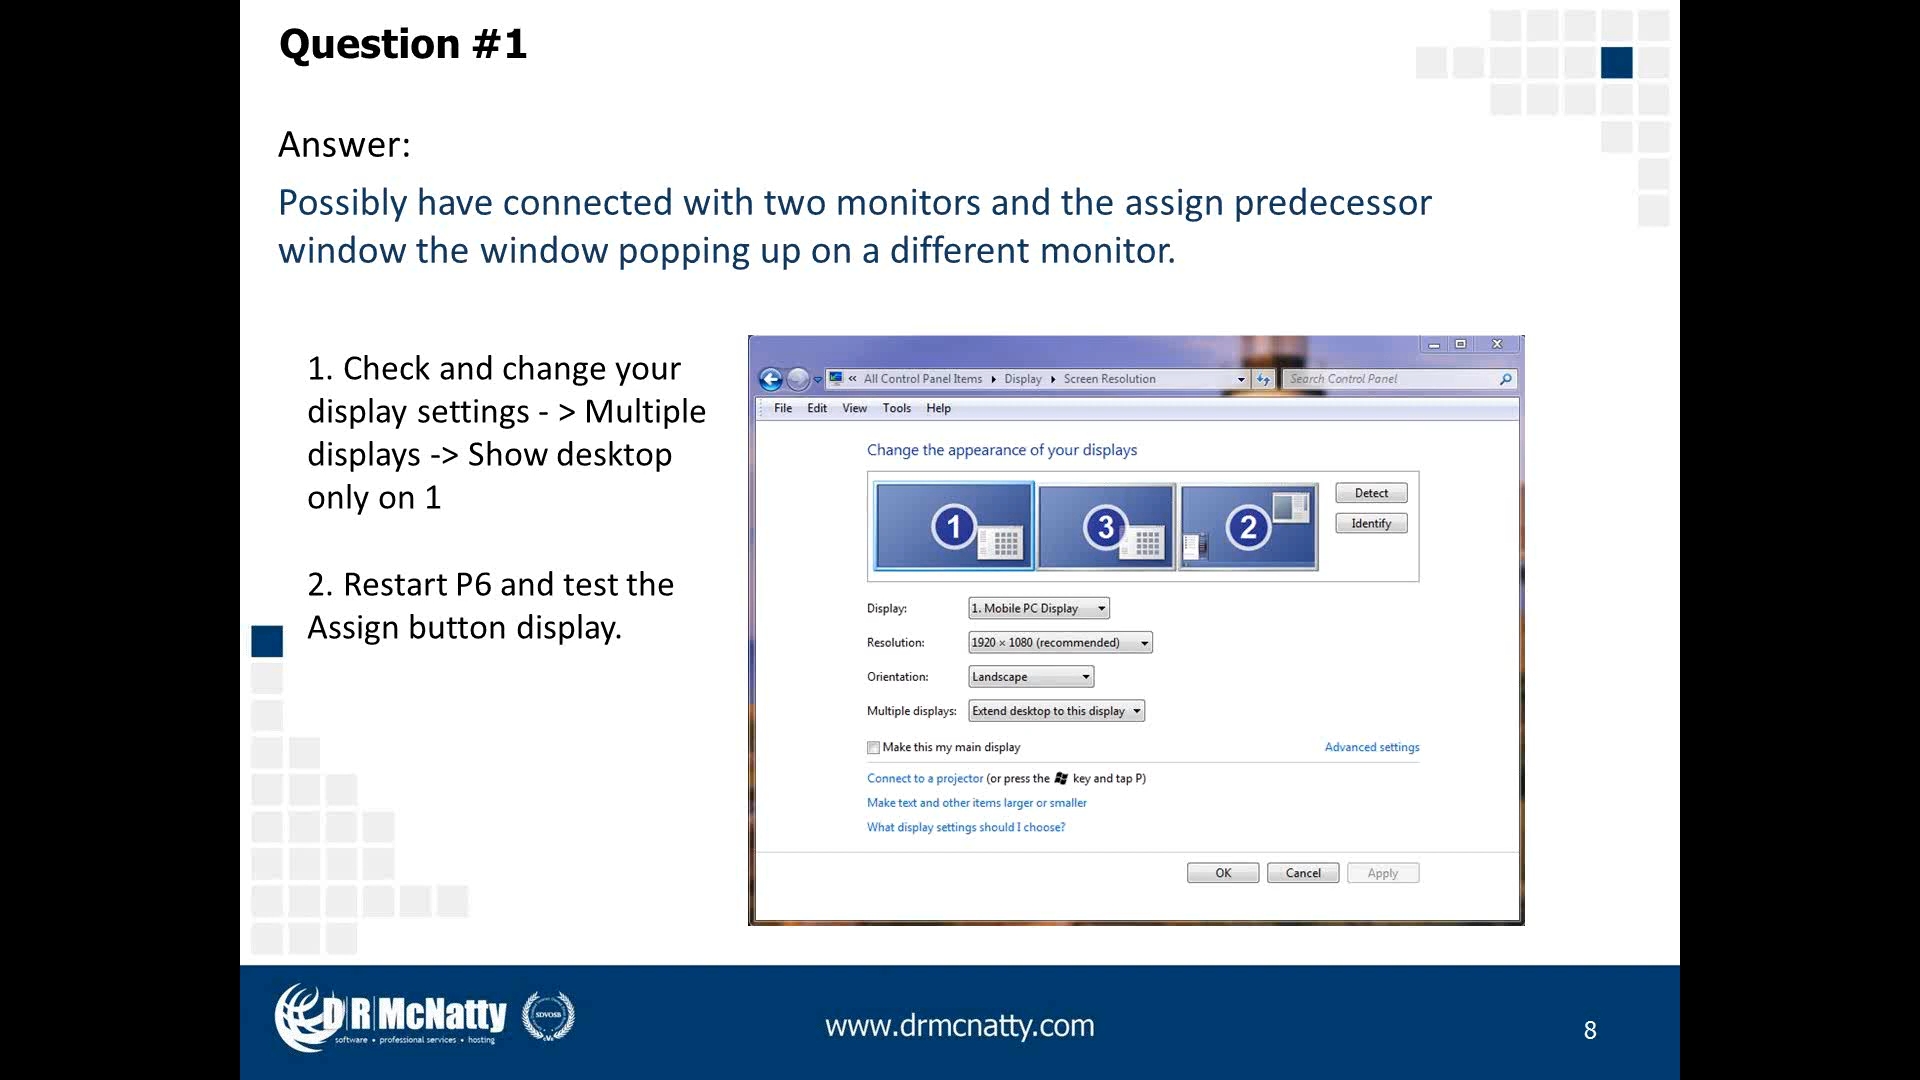 Question #1
Answer:
Possibly have connected with two monitors and the assign predecessor
window the window popping up on a different monitor.
1. Check and change your
display settings - > Multiple
displays -> Show desktop
only on 1
2. Restart P6 and test the
Assign button display.
« All Control Panel Items ▸ Display ▸ Screen Resolution
Search Control Panel
File Edit View Tools Help
Change the appearance of your displays
1 3 2
Detect
Identify
Display: 1. Mobile PC Display
Resolution: 1920 × 1080 (recommended)
Orientation: Landscape
Multiple displays: Extend desktop to this display
Make this my main display
Advanced settings
Connect to a projector (or press the key and tap P)
Make text and other items larger or smaller
What display settings should I choose?
OK Cancel Apply
D|R|McNatty
software • professional services • hosting
SDVOSB
www.drmcnatty.com
8